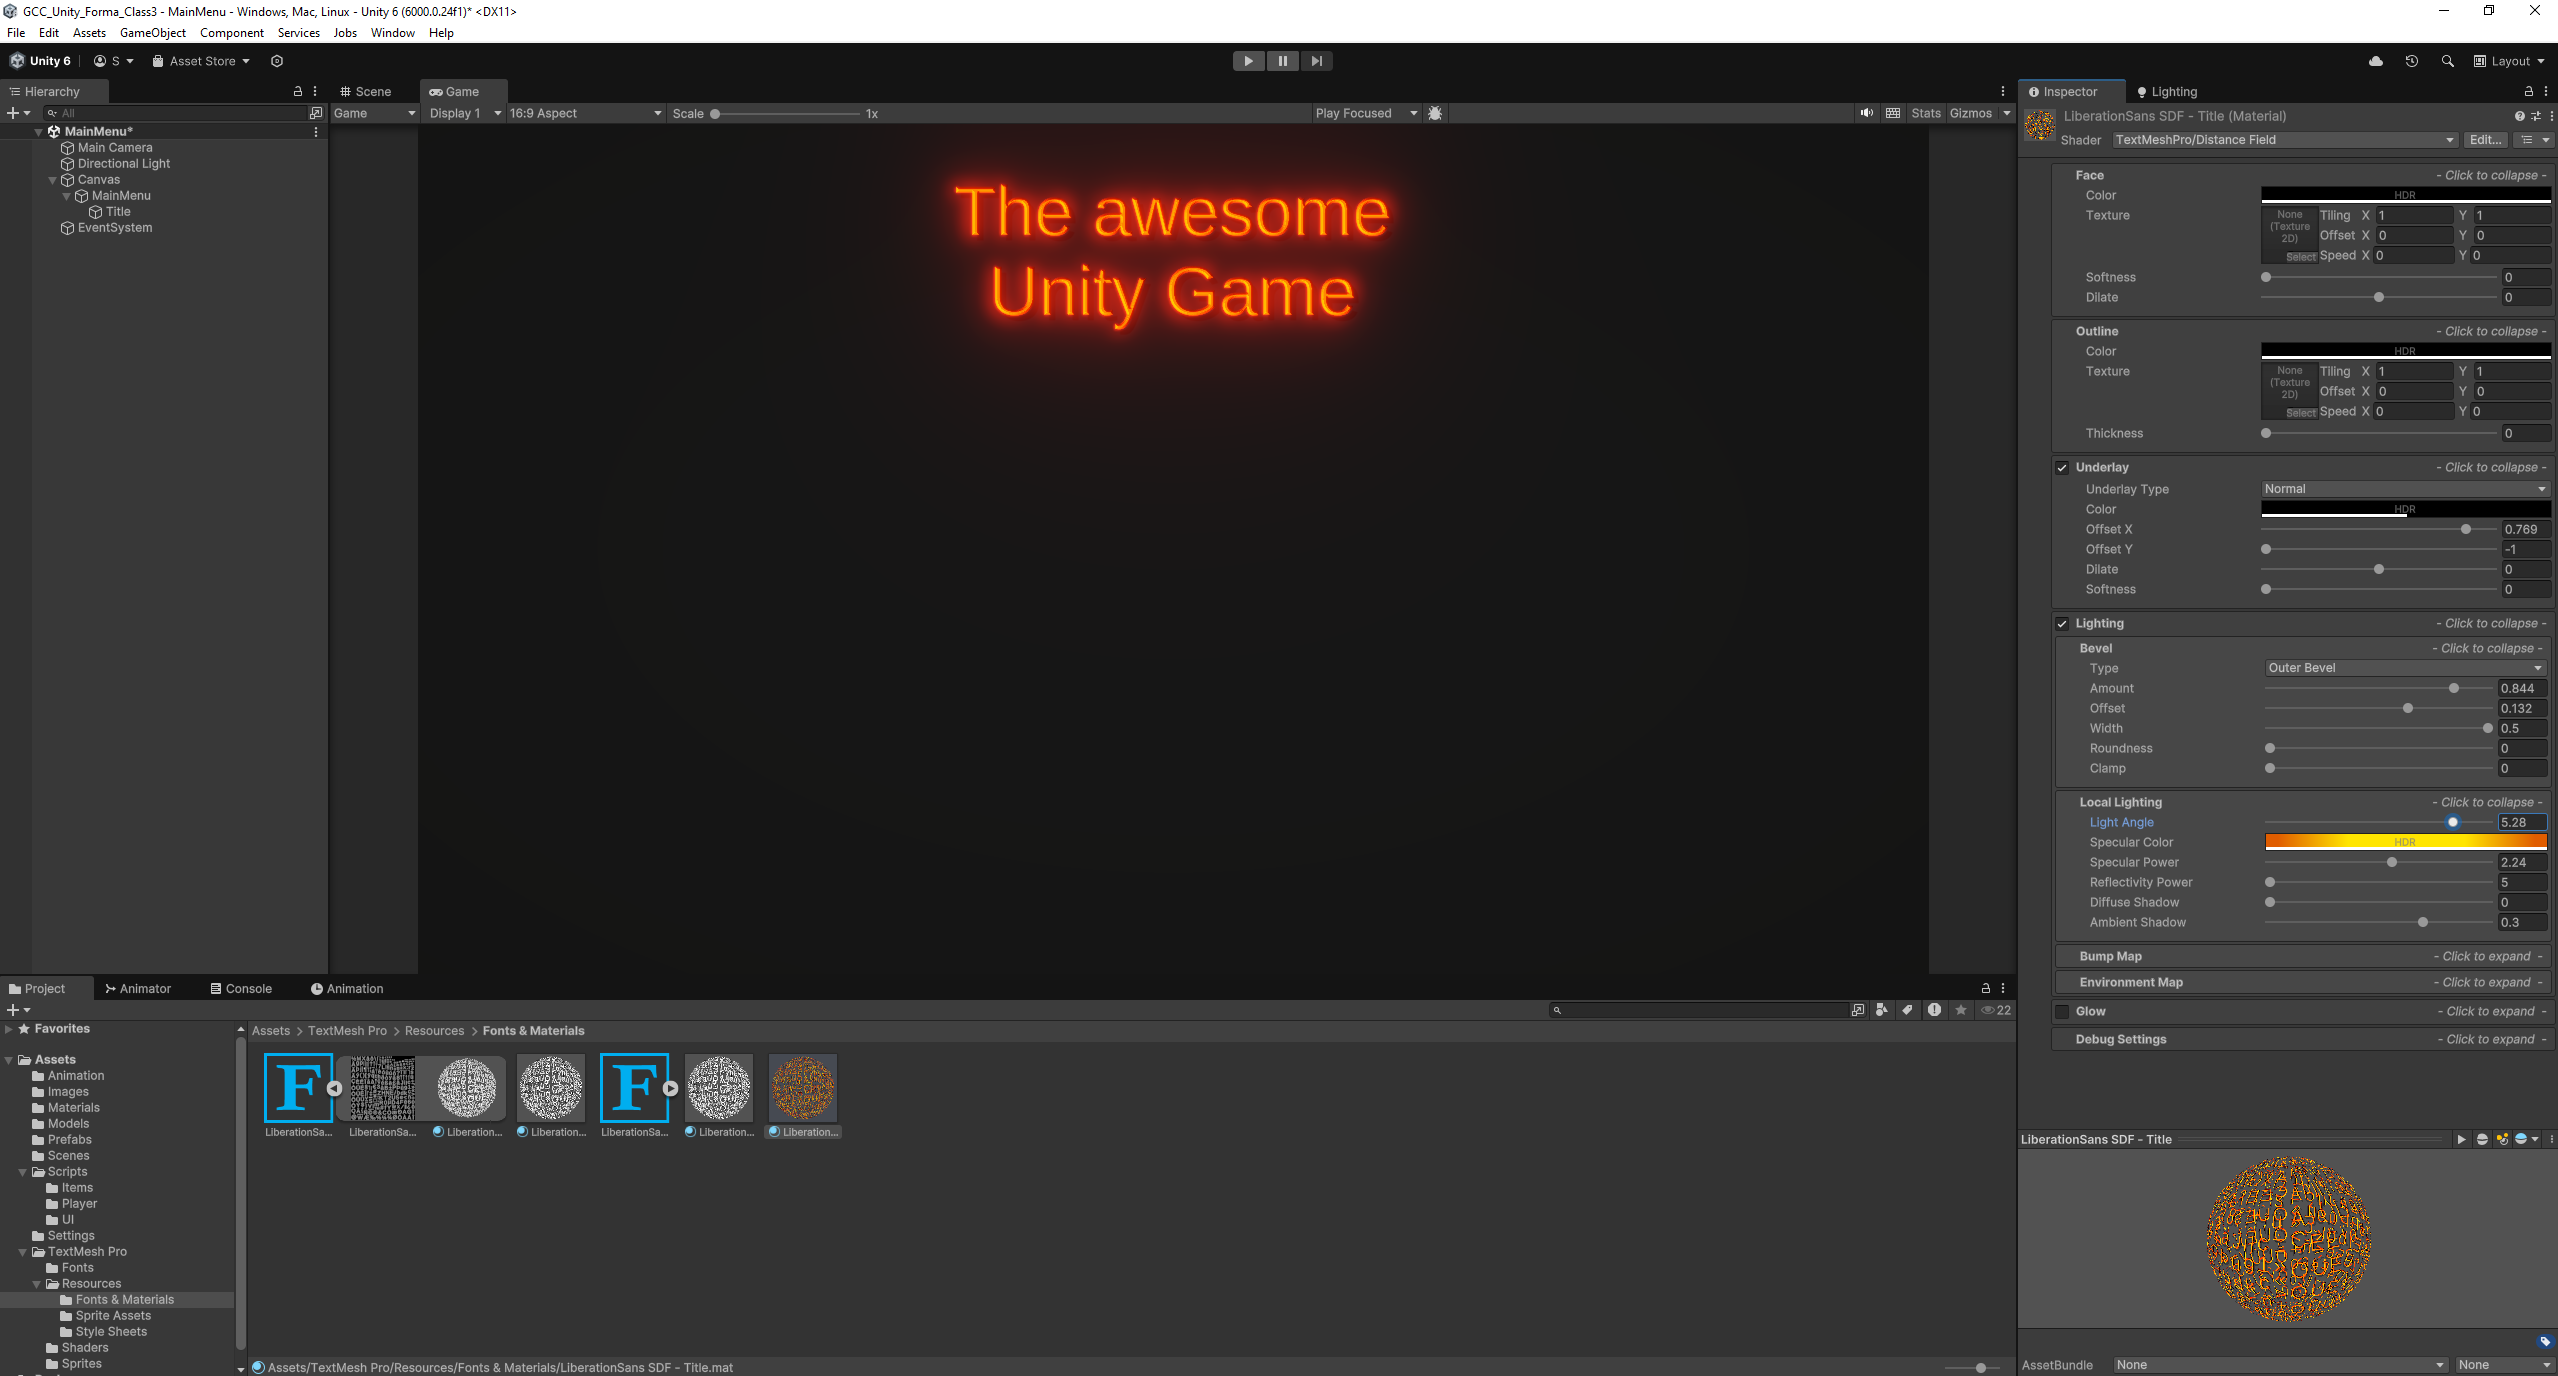 GCC_Unity_Forma_Class3 - MainMenu - Windows, Mac, Linux - Unity 6 (6000.0.24f1)* <DX11>
File Edit Assets GameObject Component Services Jobs Window Help
Unity 6 S Asset Store Layout
Hierarchy
All
MainMenu*
Main Camera
Directional Light
Canvas
MainMenu
Title
EventSystem
Scene Game
Game Display 1 16:9 Aspect Scale 1x Play Focused Stats Gizmos
The awesome
Unity Game
Inspector Lighting
LiberationSans SDF - Title (Material)
Shader TextMeshPro/Distance Field Edit...
Face - Click to collapse -
Color HDR
Texture None (Texture 2D) Select Tiling X 1 Y 1
Offset X 0 Y 0
Speed X 0 Y 0
Softness 0
Dilate 0
Outline - Click to collapse -
Color HDR
Texture None (Texture 2D) Select Tiling X 1 Y 1
Offset X 0 Y 0
Speed X 0 Y 0
Thickness 0
Underlay - Click to collapse -
Underlay Type Normal
Color HDR
Offset X 0.769
Offset Y -1
Dilate 0
Softness 0
Lighting - Click to collapse -
Bevel - Click to collapse -
Type Outer Bevel
Amount 0.844
Offset 0.132
Width 0.5
Roundness 0
Clamp 0
Local Lighting - Click to collapse -
Light Angle 5.28
Specular Color HDR
Specular Power 2.24
Reflectivity Power 5
Diffuse Shadow 0
Ambient Shadow 0.3
Bump Map - Click to expand -
Environment Map - Click to expand -
Glow - Click to expand -
Debug Settings - Click to expand -
LiberationSans SDF - Title
AssetBundle None None
Project Animator Console Animation
22
Favorites
Assets
Animation
Images
Materials
Models
Prefabs
Scenes
Scripts
Items
Player
UI
Settings
TextMesh Pro
Fonts
Resources
Fonts & Materials
Sprite Assets
Style Sheets
Shaders
Sprites
Assets > TextMesh Pro > Resources > Fonts & Materials
F F
LiberationSa... LiberationSa... Liberation... Liberation... LiberationSa... Liberation... Liberation...
Assets/TextMesh Pro/Resources/Fonts & Materials/LiberationSans SDF - Title.mat